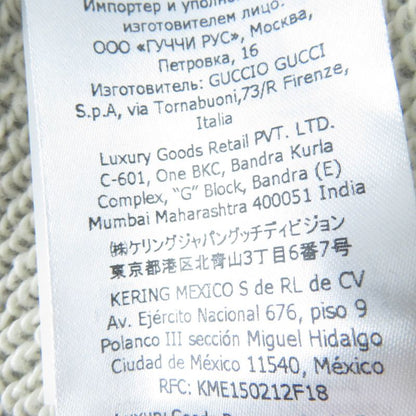 Импортер и уполном
изготовителем лицо:
ООО «ГУЧЧИ РУС», Москва,
Петровка, 16
Изготовитель: GUCCIO GUCCI
S.p.A, via Tornabuoni,73/R Firenze,
Italia
Luxury Goods Retail PVT. LTD.
C-601, One BKC, Bandra Kurla
Complex, “G” Block, Bandra (E)
Mumbai Maharashtra 400051 India
㈱ケリングジャパングッチディビジョン
東京都港区北青山3丁目6番7号
KERING MEXICO S de RL de CV
Av. Ejército Nacional 676, piso 9
Polanco III sección Miguel Hidalgo
Ciudad de México 11540, México
RFC: KME150212F18
Luxury Goods